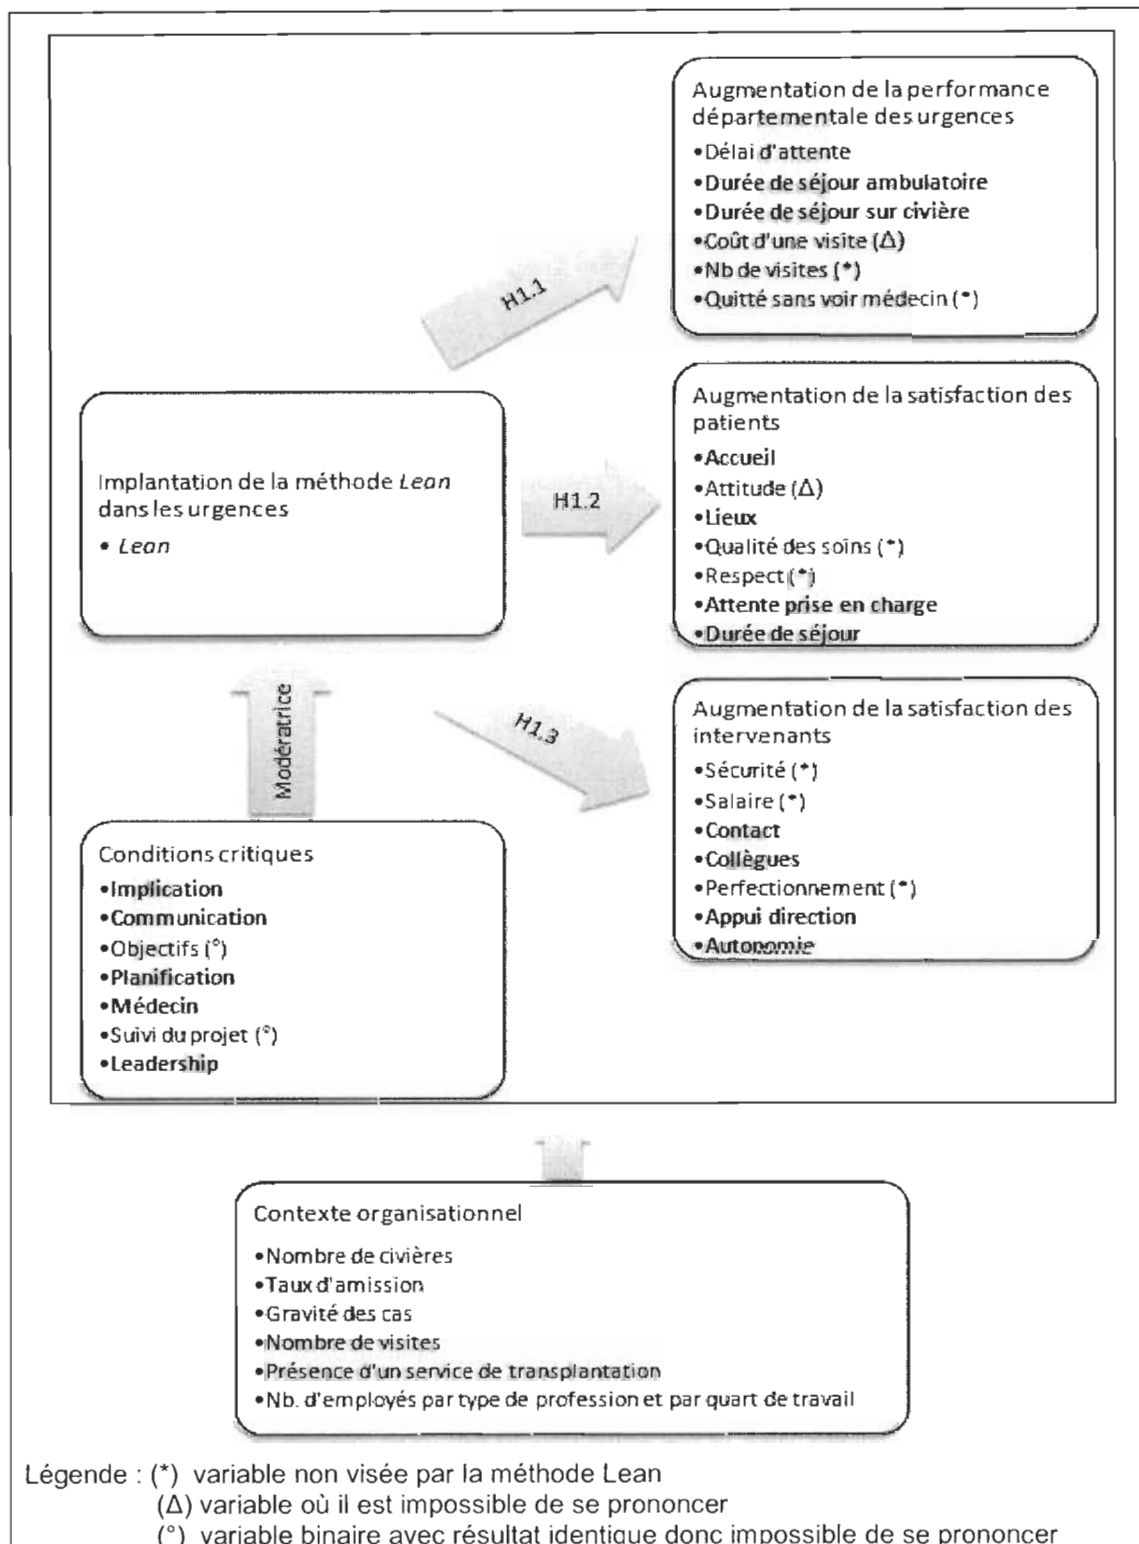 Augmentation de la performance
départementale des urgences
•Délai d'attente
•Durée de séjour ambulatoire
•Durée de séjour sur civière
•Coût d'une visite (Δ)
•Nb de visites (*)
•Quitté sans voir médecin (*)
H1.1
Augmentation de la satisfaction des
patients
•Accueil
•Attitude (Δ)
•Lieux
•Qualité des soins (*)
•Respect (*)
•Attente prise en charge
•Durée de séjour
Implantation de la méthode Lean
dans les urgences
• Lean
H1.2
H1.3
Modératrice
Augmentation de la satisfaction des
intervenants
•Sécurité (*)
•Salaire (*)
•Contact
•Collègues
•Perfectionnement (*)
•Appui direction
•Autonomie
Conditions critiques
•Implication
•Communication
•Objectifs (°)
•Planification
•Médecin
•Suivi du projet (°)
•Leadership
Contexte organisationnel
•Nombre de civières
•Taux d'amission
•Gravité des cas
•Nombre de visites
•Présence d'un service de transplantation
•Nb. d'employés par type de profession et par quart de travail
Légende : (*) variable non visée par la méthode Lean
(Δ) variable où il est impossible de se prononcer
(°) variable binaire avec résultat identique donc impossible de se prononcer